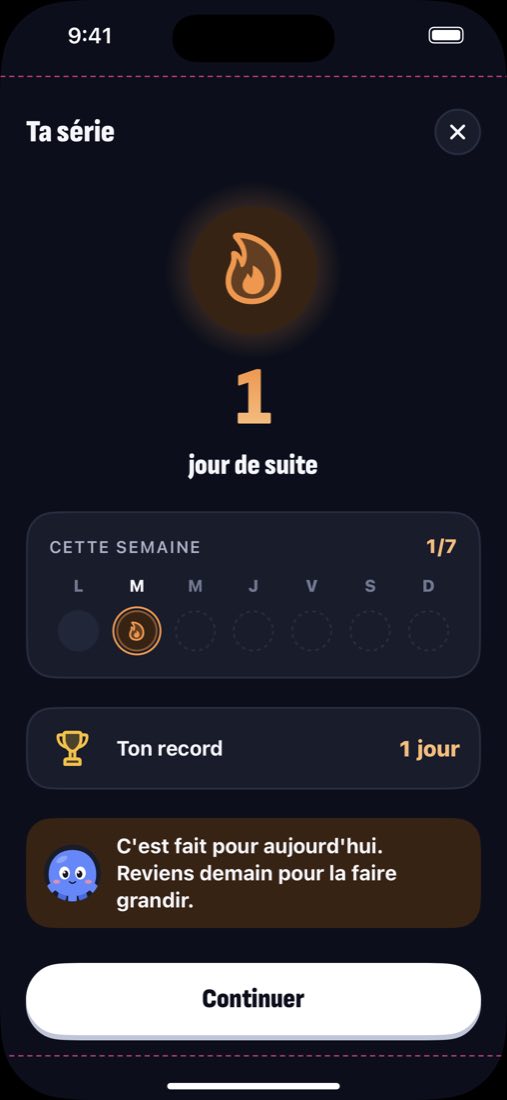 9:41
Ta série
1
jour de suite
CETTE SEMAINE 1/7
L M M J V S D
Ton record 1 jour
C'est fait pour aujourd'hui.
Reviens demain pour la faire
grandir.
Continuer